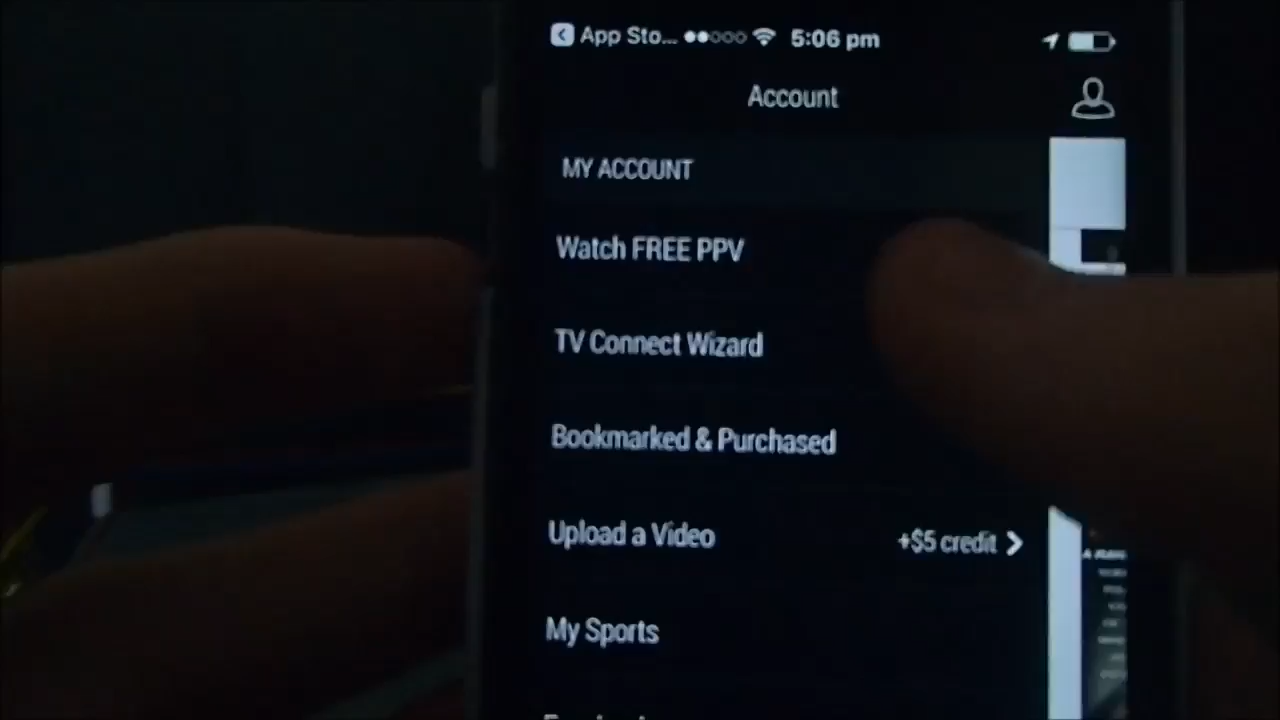 App Sto... 5:06 pm
Account
MY ACCOUNT
Watch FREE PPV
TV Connect Wizard
Bookmarked & Purchased
Upload a Video +$5 credit
My Sports